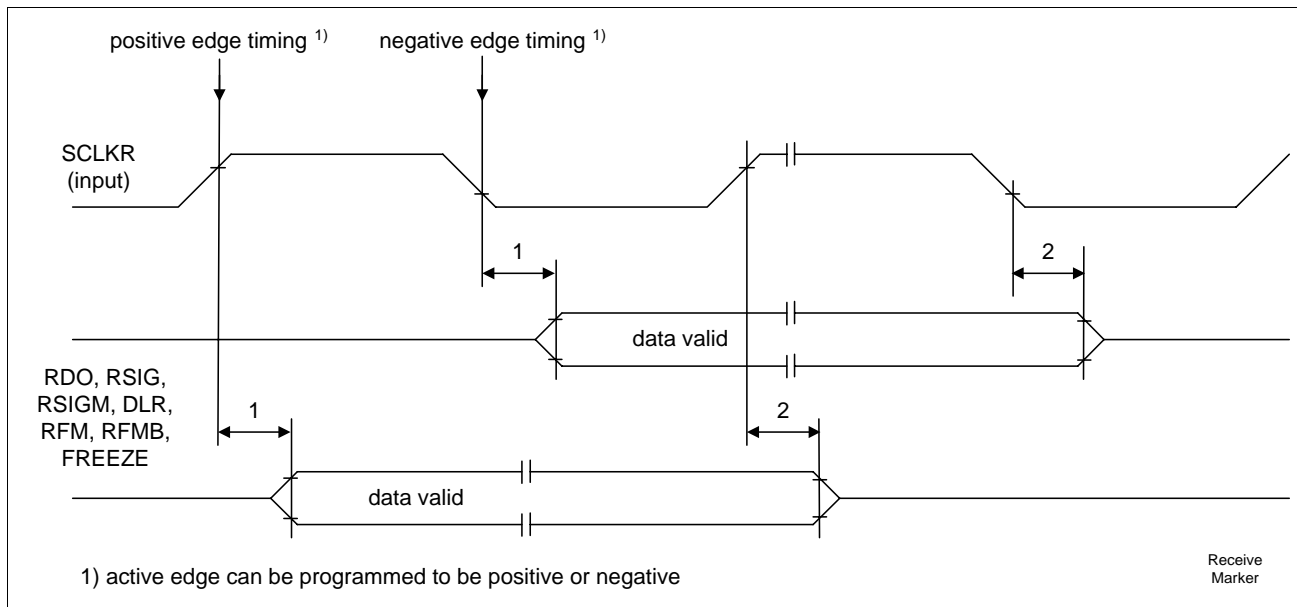 positive edge timing 1)
negative edge timing 1)
SCLKR
(input)
1
2
data valid
RDO, RSIG,
RSIGM, DLR,
RFM, RFMB,
FREEZE
1
2
data valid
1) active edge can be programmed to be positive or negative
Receive
Marker